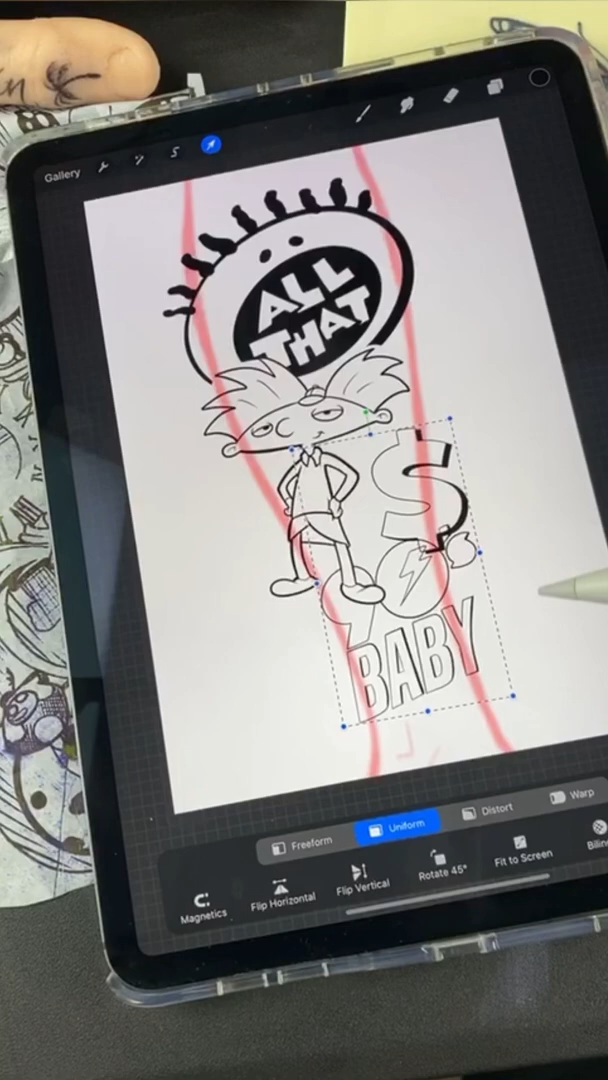 Gallery
S
ALL
THAT
$
BABY
Freeform
Uniform
Distort
Warp
Magnetics
Flip Horizontal
Flip Vertical
Rotate 45°
Fit to Screen